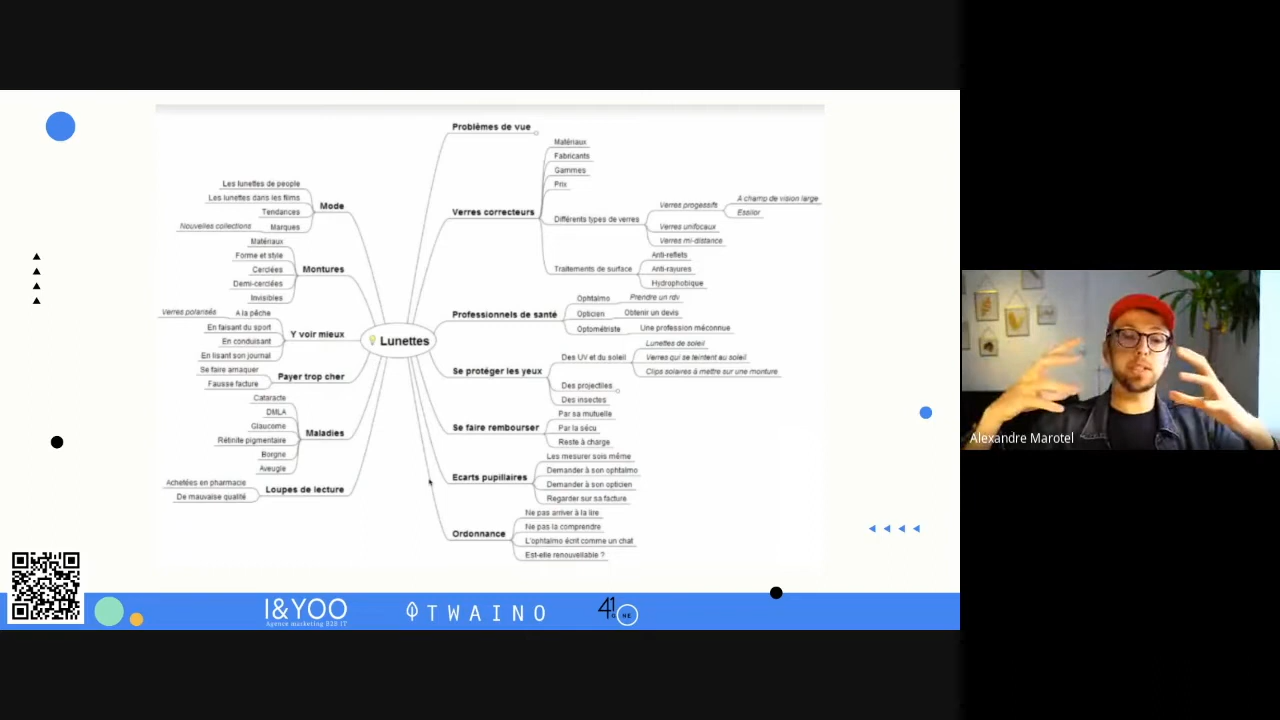 Problèmes de vue
Matériaux
Fabricants
Gammes
Prix
Verres correcteurs
Différents types de verres
Verres progessifs
A champ de vision large
Essilor
Verres unifocaux
Verres mi-distance
Traitements de surface
Anti-reflets
Anti-rayures
Hydrophobique
Professionnels de santé
Ophtalmo
Prendre un rdv
Opticien
Obtenir un devis
Optométriste
Une profession méconnue
Se protéger les yeux
Des UV et du soleil
Lunettes de soleil
Verres qui se teintent au soleil
Clips solaires à mettre sur une monture
Des projectiles
Des insectes
Se faire rembourser
Par sa mutuelle
Par la sécu
Reste à charge
Ecarts pupillaires
Les mesurer sois même
Demander à son ophtalmo
Demander à son opticien
Regarder sur sa facture
Ordonnance
Ne pas arriver à la lire
Ne pas la comprendre
L'ophtalmo écrit comme un chat
Est-elle renouvellable ?
Lunettes
Mode
Les lunettes de people
Les lunettes dans les films
Tendances
Marques
Nouvelles collections
Montures
Matériaux
Forme et style
Cerclées
Demi-cerclées
Invisibles
Y voir mieux
A la pêche
Verres polarisés
En faisant du sport
En conduisant
En lisant son journal
Payer trop cher
Se faire arnaquer
Fausse facture
Maladies
Cataracte
DMLA
Glaucome
Rétinite pigmentaire
Borgne
Aveugle
Loupes de lecture
Achetées en pharmacie
De mauvaise qualité
I&YOO
Agence marketing B2B IT
TWAINO
Alexandre Marotel